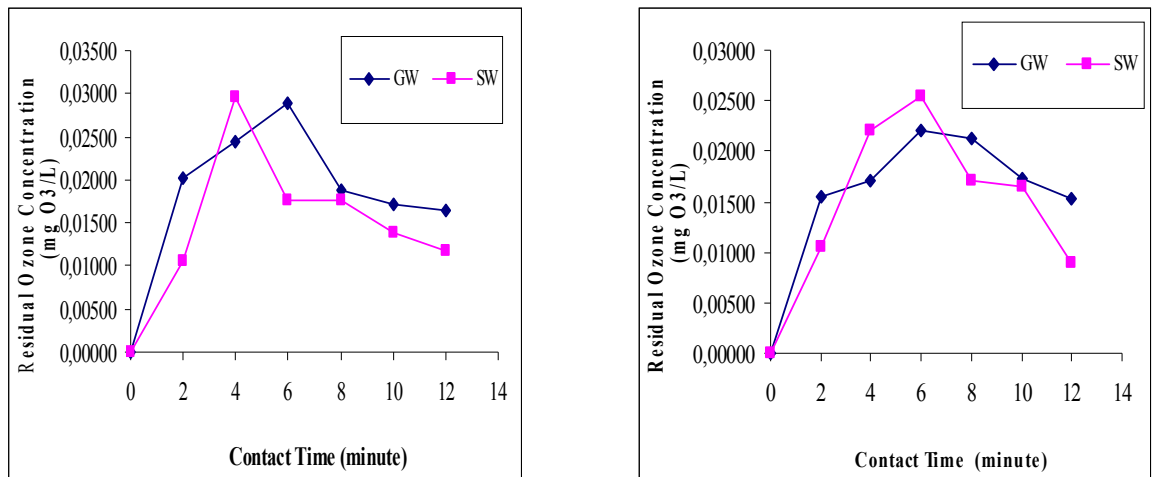 Residual Ozone Concentration
(mg O3/L)
0,03500
0,03000
0,02500
0,02000
0,01500
0,01000
0,00500
0,00000
GW SW
0 2 4 6 8 10 12 14
Contact Time (minute)
Residual Ozone Concentration
(mg O3/L)
0,03000
0,02500
0,02000
0,01500
0,01000
0,00500
0,00000
GW SW
0 2 4 6 8 10 12 14
Contact Time (minute)